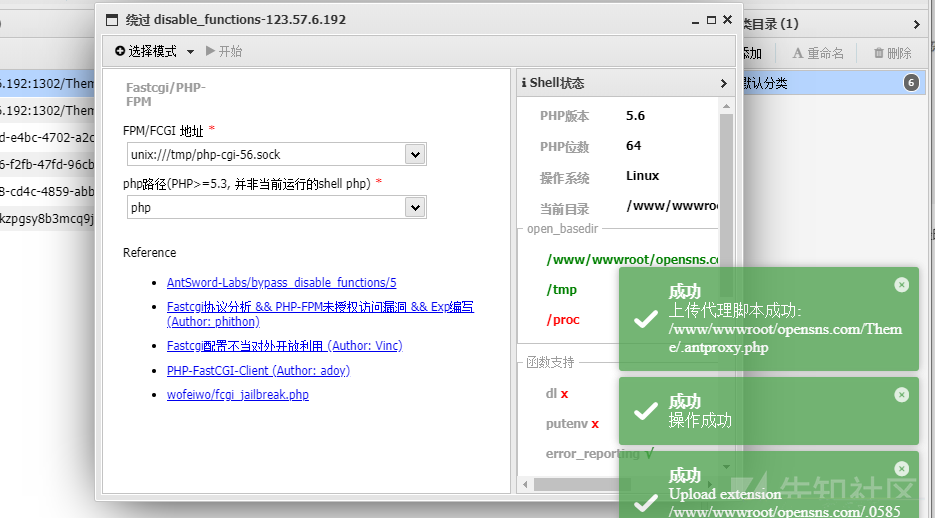 绕过 disable_functions-123.57.6.192
选择模式
开始
Fastcgi/PHP-
FPM
FPM/FCGI 地址 *
unix:///tmp/php-cgi-56.sock
php路径(PHP>=5.3, 并非当前运行的shell php) *
php
Reference
AntSword-Labs/bypass_disable_functions/5
Fastcgi协议分析 && PHP-FPM未授权访问漏洞 && Exp编写
(Author: phithon)
Fastcgi配置不当对外开放利用 (Author: Vinc)
PHP-FastCGI-Client (Author: adoy)
wofeiwo/fcgi_jailbreak.php
Shell状态
PHP版本 5.6
PHP位数 64
操作系统 Linux
当前目录 /www/wwwro
open_basedir
/www/wwwroot/opensns.co
/tmp
/proc
函数支持
dl x
putenv x
error_reporting √
6.192:1302/Them
6.192:1302/Them
d-e4bc-4702-a2c
6-f2fb-47fd-96cb
8-cd4c-4859-abb
kzpgsy8b3mcq9j
类目录 (1)
添加
重命名
删除
默认分类 6
成功
上传代理脚本成功:
/www/wwwroot/opensns.com/Them
e/.antproxy.php
成功
操作成功
成功
Upload extension
/www/wwwroot/opensns.com/.0585
先知社区